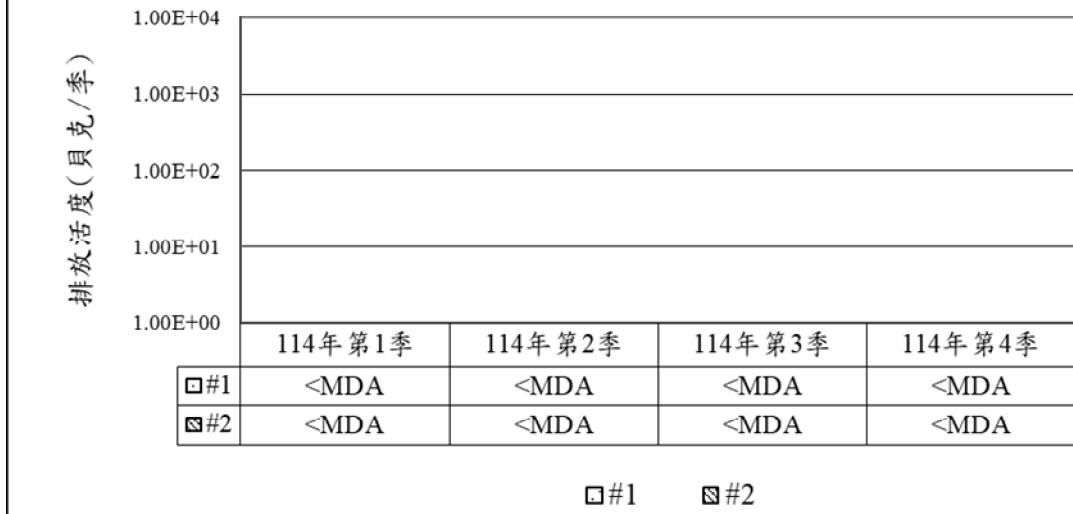 排放活度(貝克/季)
1.00E+04
1.00E+03
1.00E+02
1.00E+01
1.00E+00
114年第1季 114年第2季 114年第3季 114年第4季
#1 <MDA <MDA <MDA <MDA
#2 <MDA <MDA <MDA <MDA
#1 #2